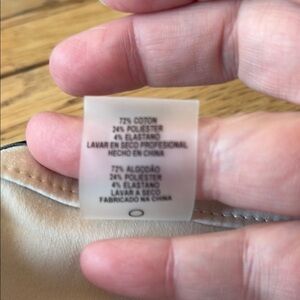 72% COTON
24% POLIESTER
4% ELASTANO
LAVAR EN SECO PROFESIONAL
HECHO EN CHINA
72% ALGODÃO
24% POLIESTER
4% ELASTANO
LAVAR A SECO
FABRICADO NA CHINA